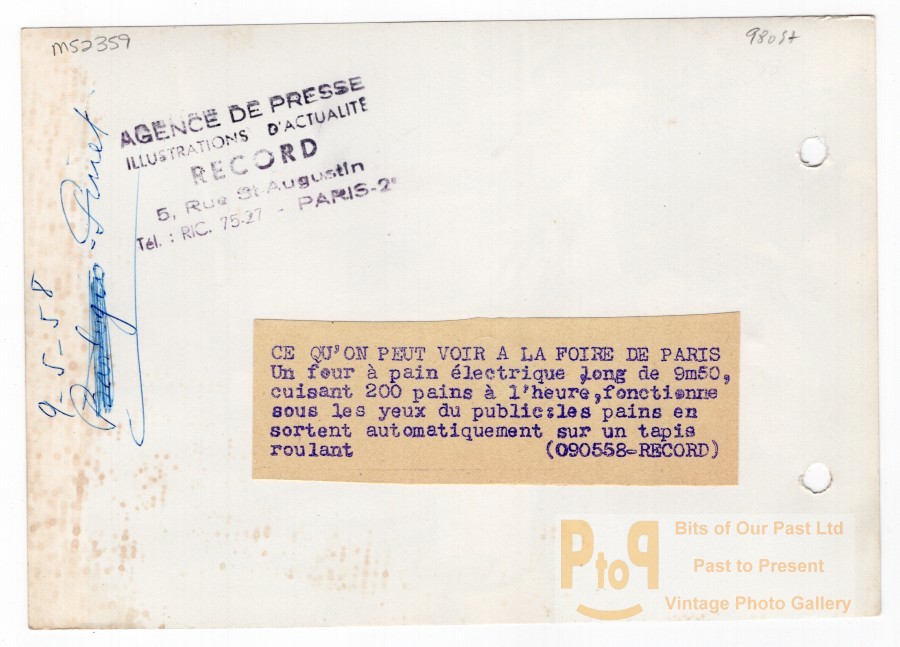 MS2359
AGENCE DE PRESSE
ILLUSTRATIONS D'ACTUALITE
RECORD
5, Rue St-Augustin
Tél. : RIC. 75-27 - PARIS-2e
9-5-58
CE QU'ON PEUT VOIR A LA FOIRE DE PARIS
Un four à pain électrique long de 9m50,
cuisant 200 pains à l'heure,fonctionne
sous les yeux du public:les pains en
sortent automatiquement sur un tapis
roulant (090558-RECORD)
PtoP
Bits of Our Past Ltd
Past to Present
Vintage Photo Gallery